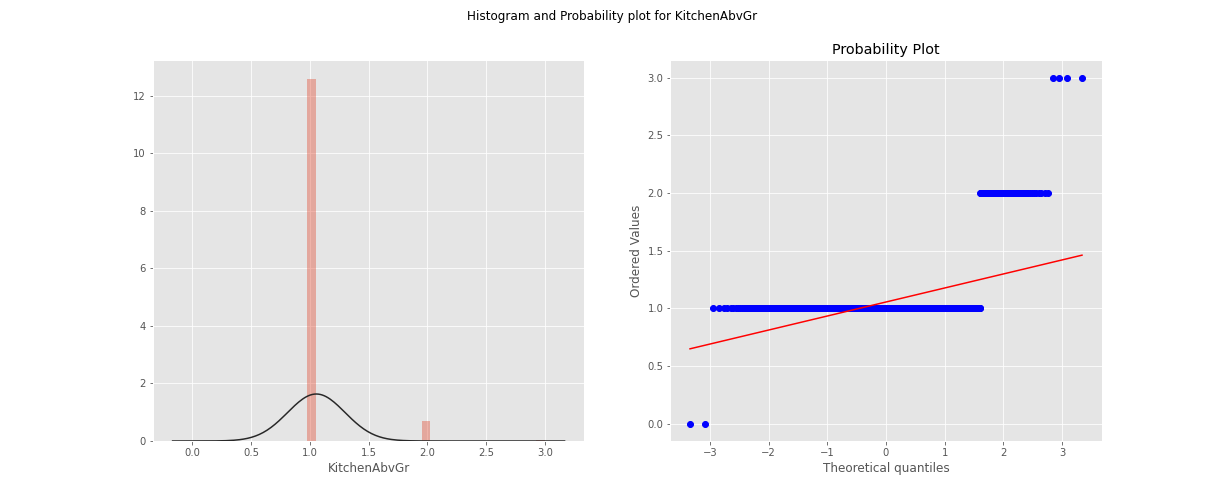 Histogram and Probability plot for KitchenAbvGr
12
10
8
6
4
2
0
0.0 0.5 1.0 1.5 2.0 2.5 3.0
KitchenAbvGr
Probability Plot
3.0
2.5
2.0
1.5
1.0
0.5
0.0
Ordered Values
−3 −2 −1 0 1 2 3
Theoretical quantiles